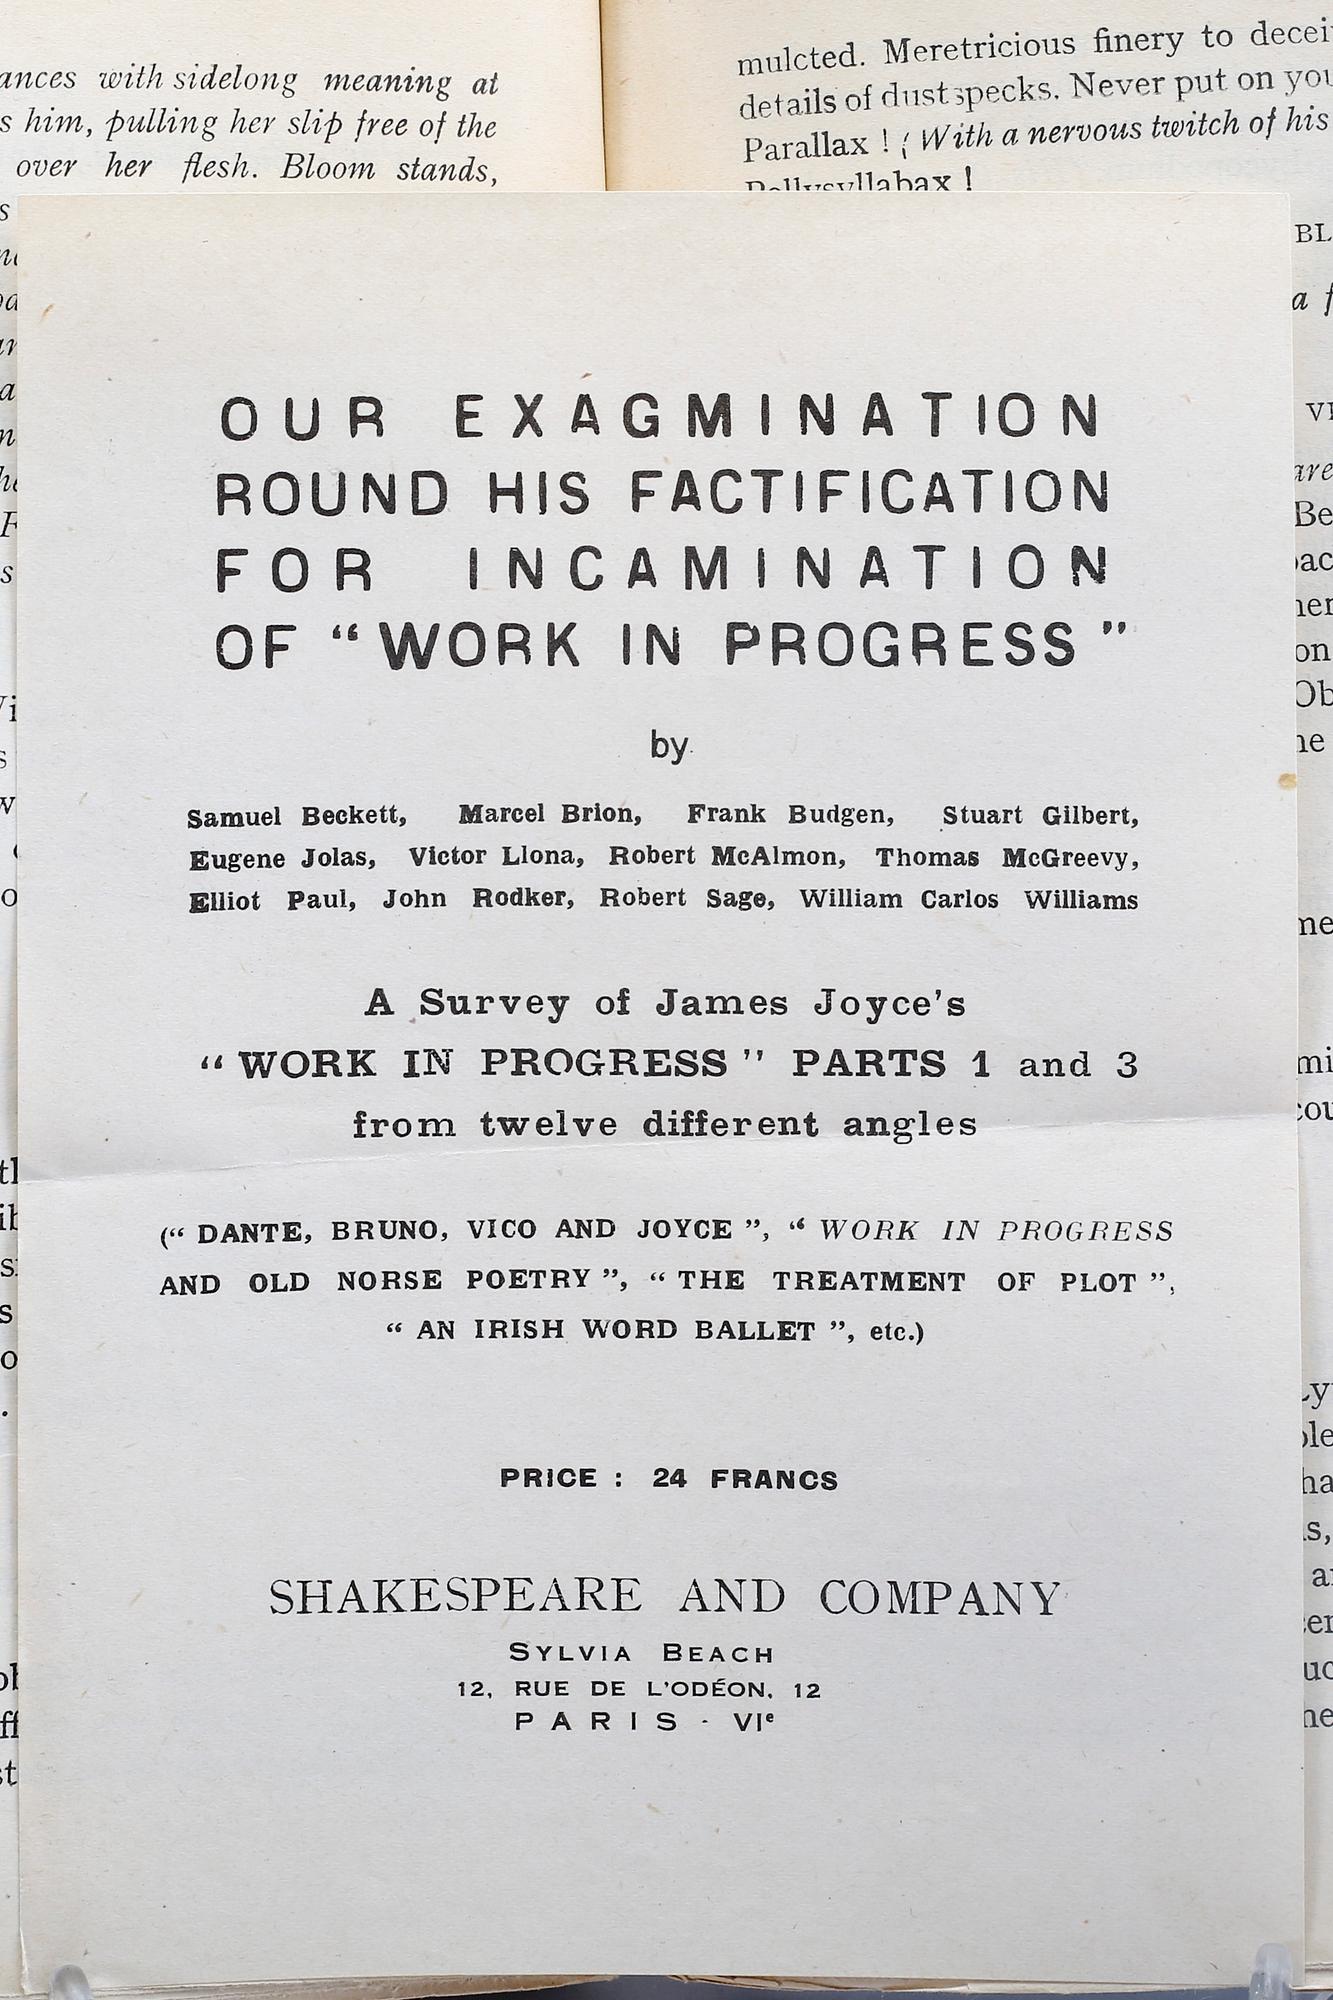 with sidelong meaning at
him, pulling her slip free of the
over her flesh. Bloom stands,
mulcted. Meretricious finery to
details of dustspecks. Never put on
Parallax ! ( With a nervous twitch of his
Pollysyllabax !
OUR EXAGMINATION
ROUND HIS FACTIFICATION
FOR INCAMINATION
OF “ WORK IN PROGRESS ”
by
Samuel Beckett, Marcel Brion, Frank Budgen, Stuart Gilbert,
Eugene Jolas, Victor Llona, Robert McAlmon, Thomas McGreevy,
Elliot Paul, John Rodker, Robert Sage, William Carlos Williams
A Survey of James Joyce's
“ WORK IN PROGRESS ” PARTS 1 and 3
from twelve different angles
(“ DANTE, BRUNO, VICO AND JOYCE ”, “ WORK IN PROGRESS
AND OLD NORSE POETRY ”, “ THE TREATMENT OF PLOT ”,
“ AN IRISH WORD BALLET ”, etc.)
PRICE : 24 FRANCS
SHAKESPEARE AND COMPANY
SYLVIA BEACH
12, RUE DE L'ODÉON, 12
PARIS - VIe